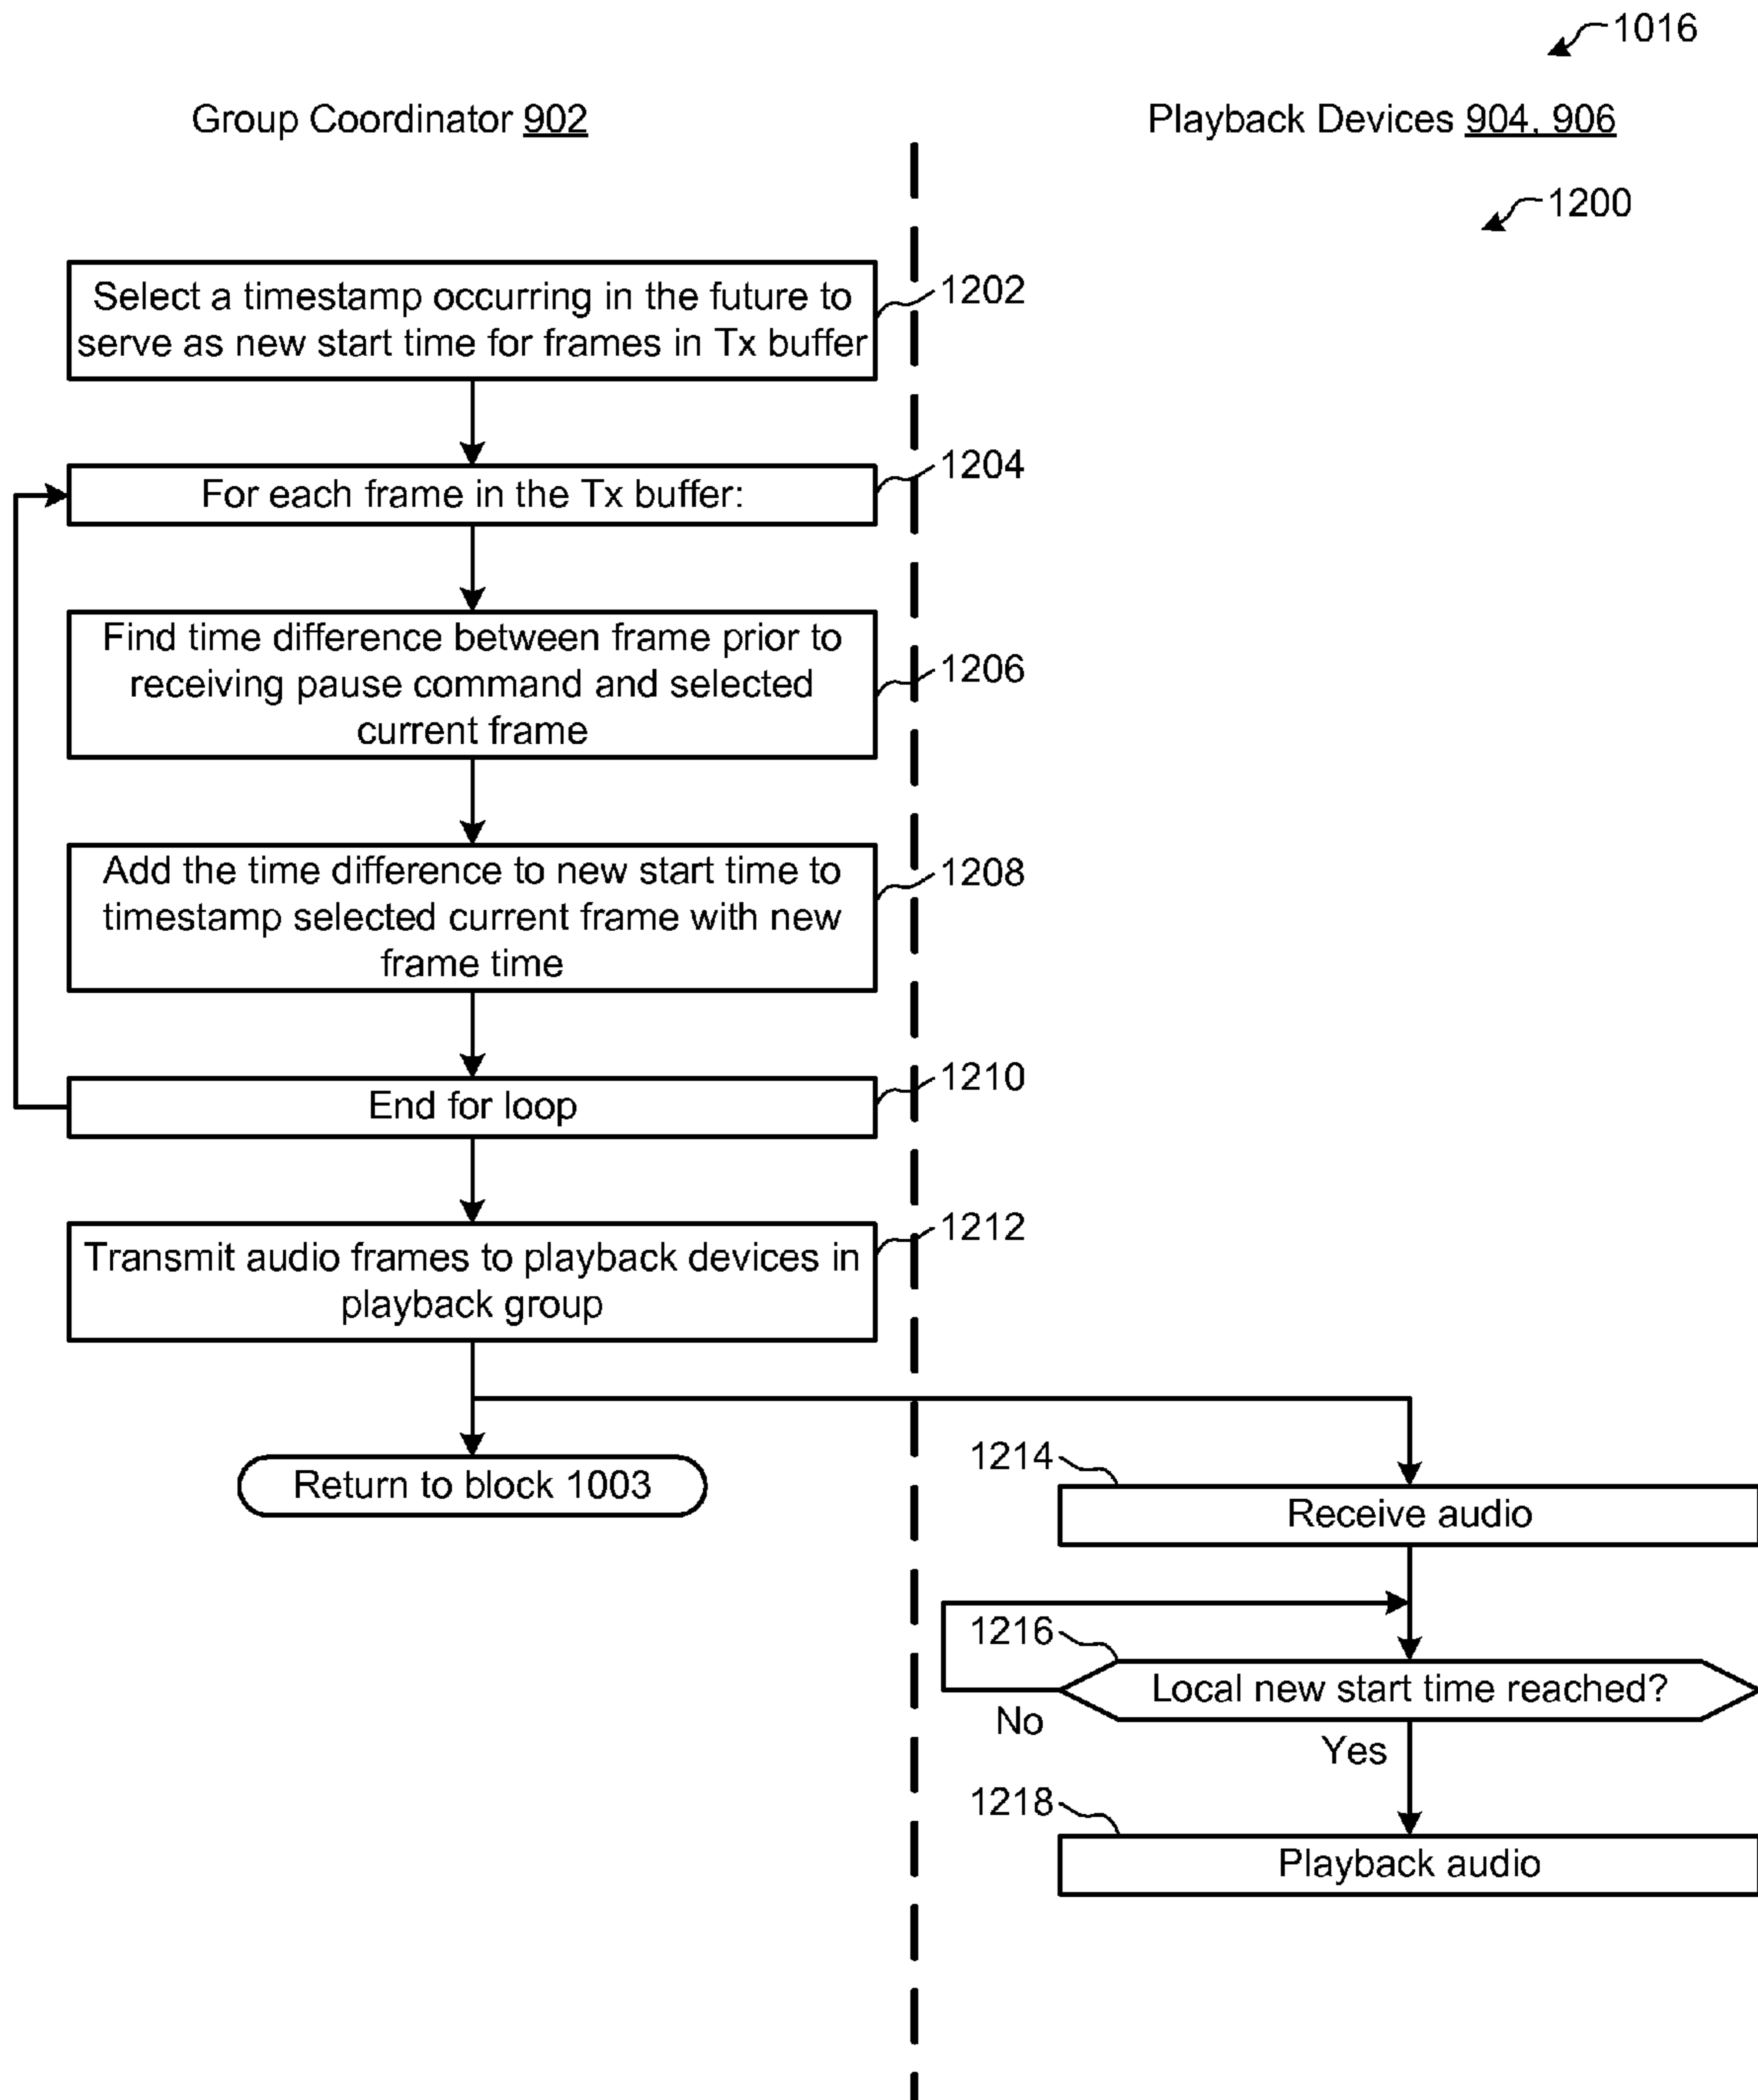 1016
Group Coordinator 902
Playback Devices 904, 906
1200
Select a timestamp occurring in the future to
serve as new start time for frames in Tx buffer
1202
For each frame in the Tx buffer:
1204
Find time difference between frame prior to
receiving pause command and selected
current frame
1206
Add the time difference to new start time to
timestamp selected current frame with new
frame time
1208
End for loop
1210
Transmit audio frames to playback devices in
playback group
1212
Return to block 1003
1214
Receive audio
1216
Local new start time reached?
No
Yes
1218
Playback audio